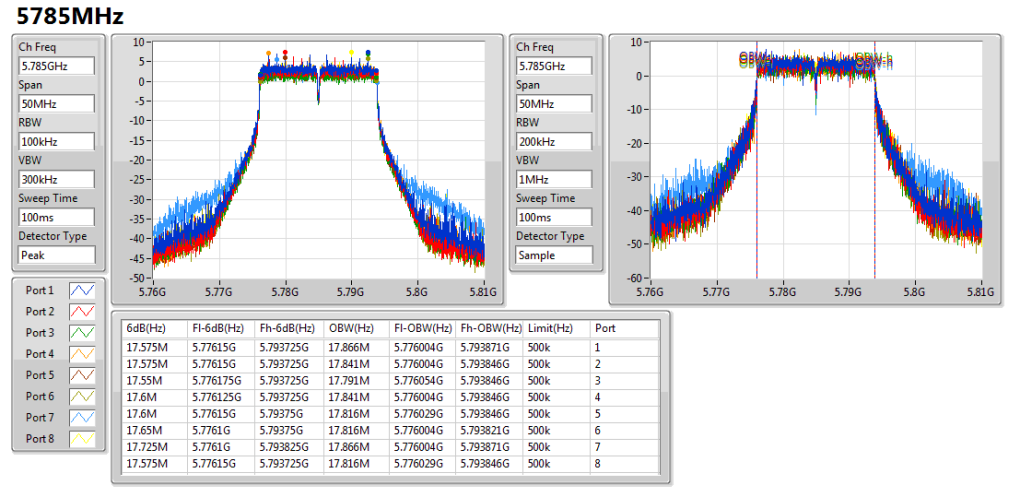 5785MHz
Ch Freq
5.785GHz
Span
50MHz
RBW
100kHz
VBW
300kHz
Sweep Time
100ms
Detector Type
Peak
10
5
0
-5
-10
-15
-20
-25
-30
-35
-40
-45
-50
5.76G 5.77G 5.78G 5.79G 5.8G 5.81G
Ch Freq
5.785GHz
Span
50MHz
RBW
200kHz
VBW
1MHz
Sweep Time
100ms
Detector Type
Sample
10
0
-10
-20
-30
-40
-50
-60
5.76G 5.77G 5.78G 5.79G 5.8G 5.81G
Port 1
Port 2
Port 3
Port 4
Port 5
Port 6
Port 7
Port 8
6dB(Hz) Fl-6dB(Hz) Fh-6dB(Hz) OBW(Hz) Fl-OBW(Hz) Fh-OBW(Hz) Limit(Hz) Port
17.575M 5.77615G 5.793725G 17.866M 5.776004G 5.793871G 500k 1
17.575M 5.77615G 5.793725G 17.841M 5.776004G 5.793846G 500k 2
17.55M 5.776175G 5.793725G 17.791M 5.776054G 5.793846G 500k 3
17.6M 5.776125G 5.793725G 17.841M 5.776004G 5.793846G 500k 4
17.6M 5.77615G 5.79375G 17.816M 5.776029G 5.793846G 500k 5
17.65M 5.7761G 5.79375G 17.816M 5.776004G 5.793821G 500k 6
17.725M 5.7761G 5.793825G 17.866M 5.776004G 5.793871G 500k 7
17.575M 5.77615G 5.793725G 17.816M 5.776029G 5.793846G 500k 8